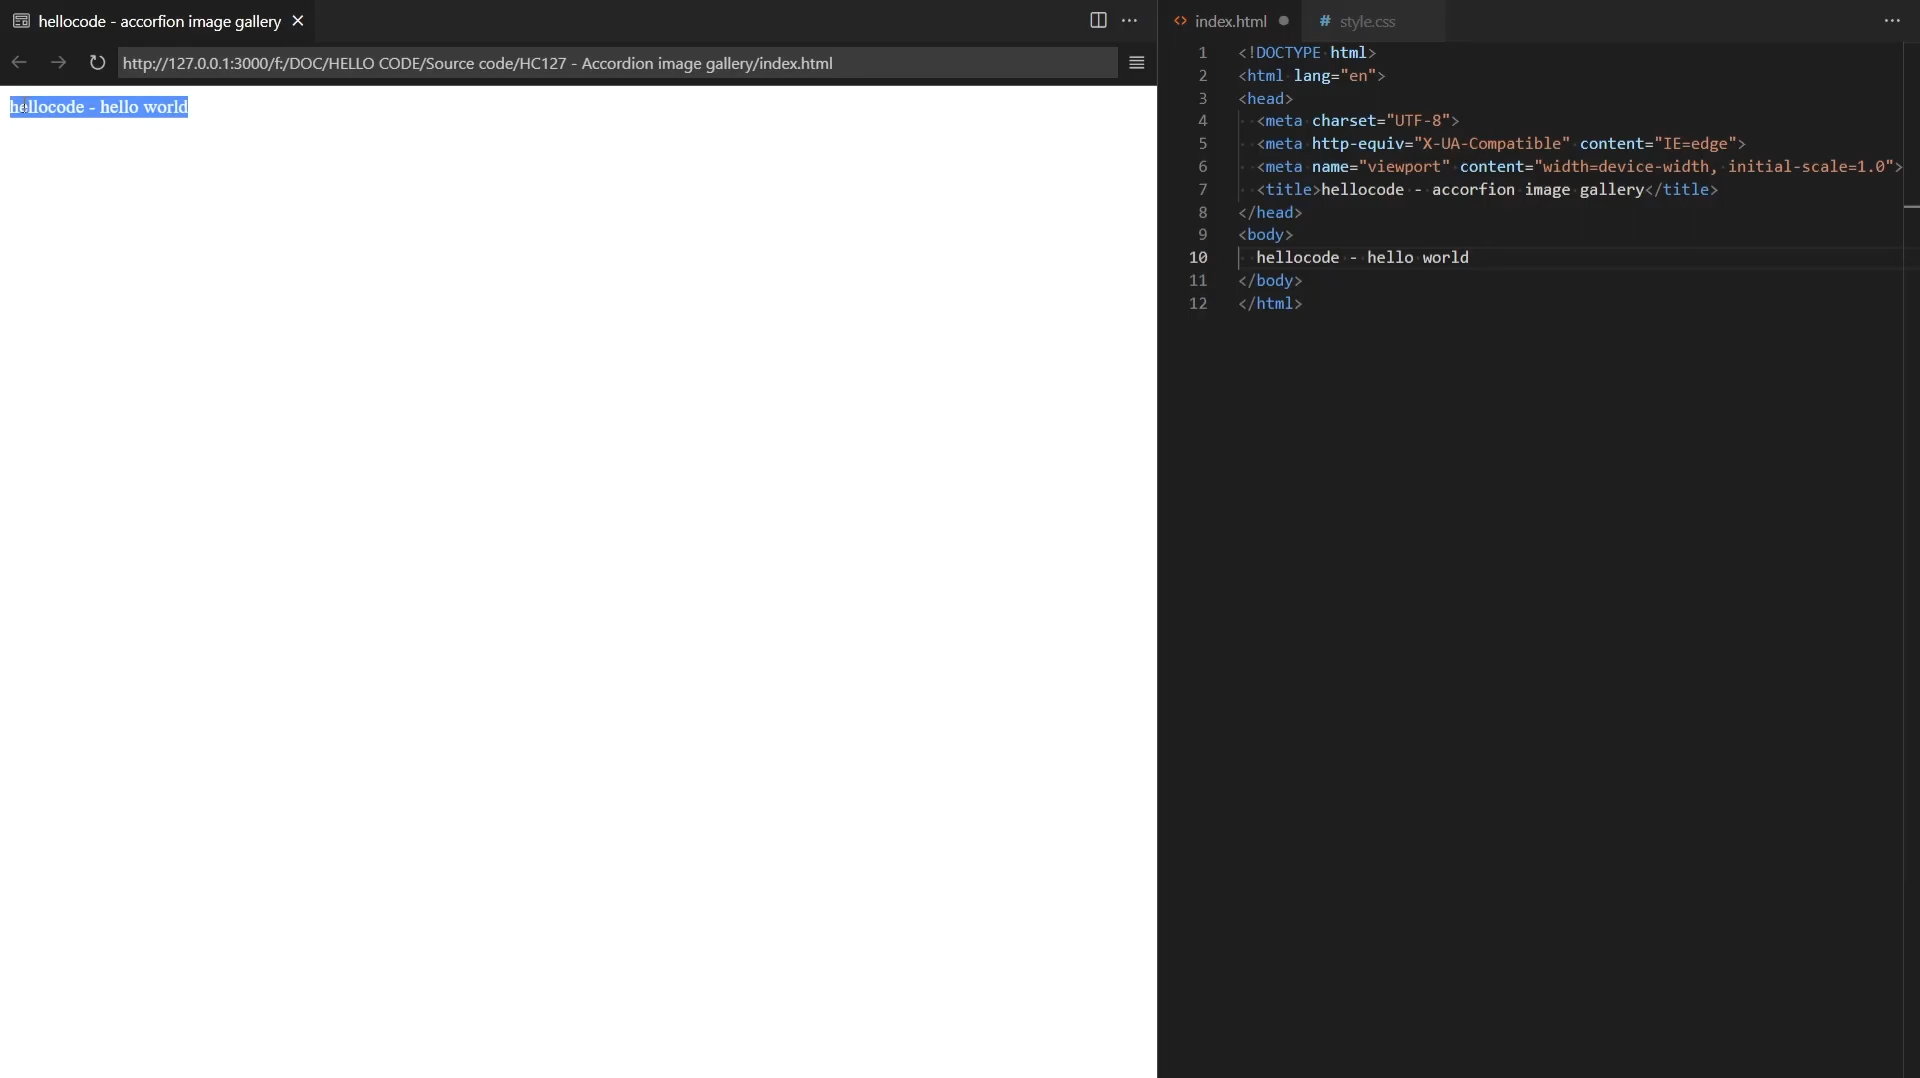 hellocode - accorfion image gallery
http://127.0.0.1:3000/f:/DOC/HELLO CODE/Source code/HC127 - Accordion image gallery/index.html
hellocode - hello world
index.html
# style.css
1 <!DOCTYPE html>
2 <html lang="en">
3 <head>
4 <meta charset="UTF-8">
5 <meta http-equiv="X-UA-Compatible" content="IE=edge">
6 <meta name="viewport" content="width=device-width, initial-scale=1.0">
7 <title>hellocode - accorfion image gallery</title>
8 </head>
9 <body>
10 hellocode - hello world
11 </body>
12 </html>